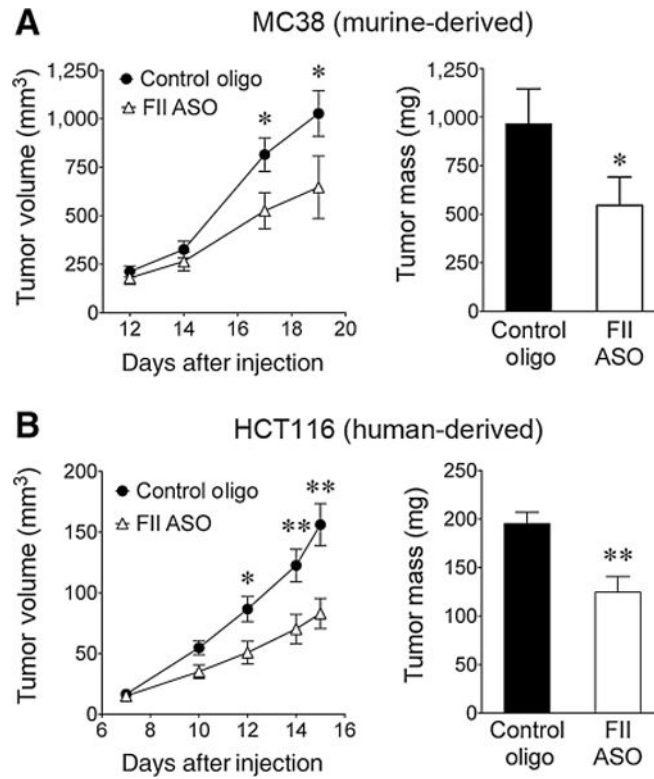 A
MC38 (murine-derived)
Tumor volume (mm³)
1,250
1,000
750
500
250
0
Control oligo
FII ASO
*
*
12 14 16 18 20
Days after injection
Tumor mass (mg)
1,250
1,000
750
500
250
0
*
Control
oligo
FII
ASO
B
HCT116 (human-derived)
Tumor volume (mm³)
200
150
100
50
0
Control oligo
FII ASO
*
**
**
6 8 10 12 14 16
Days after injection
Tumor mass (mg)
250
200
150
100
50
0
**
Control
oligo
FII
ASO